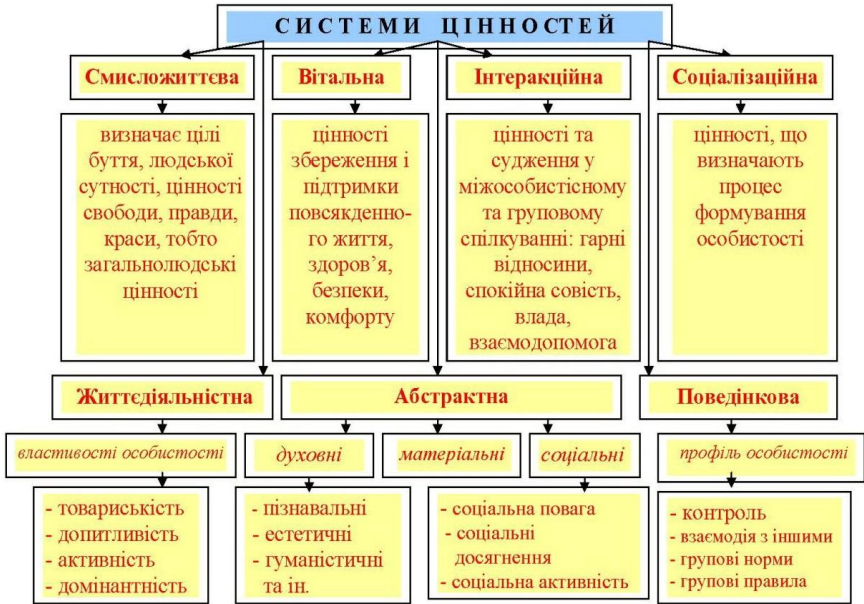 СИСТЕМИ ЦІННОСТЕЙ
Смисложиттєва
визначає цілі
буття, людської
сутності, цінності
свободи, правди,
краси, тобто
загальнолюдські
цінності
Вітальна
цінності
збереження і
підтримки
повсякденно-
го життя,
здоров’я,
безпеки,
комфорту
Інтеракційна
цінності та
судження у
міжособистісному
та груповому
спілкуванні: гарні
відносини,
спокійна совість,
влада,
взаємодопомога
Соціалізаційна
цінності, що
визначають
процес
формування
особистості
Життєдіяльністна
властивості особистості
- товариськість
- допитливість
- активність
- домінантність
Абстрактна
духовні
матеріальні
соціальні
- пізнавальні
- естетичні
- гуманістичні
та ін.
- соціальна повага
- соціальні
досягнення
- соціальна активність
Поведінкова
профіль особистості
- контроль
- взаємодія з іншими
- групові норми
- групові правила